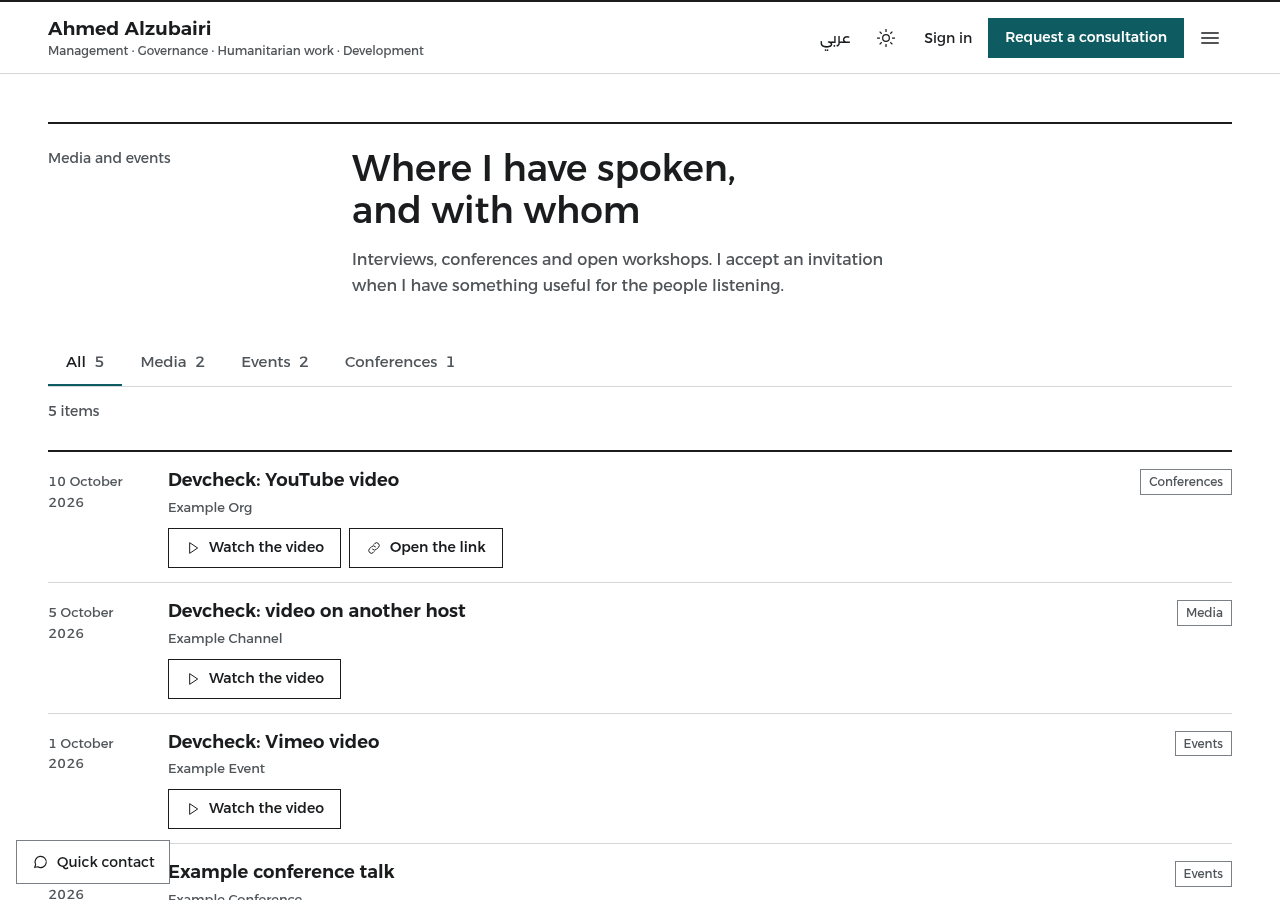 Ahmed Alzubairi
Management · Governance · Humanitarian work · Development
عربي
Sign in
Request a consultation
Media and events
Where I have spoken,
and with whom
Interviews, conferences and open workshops. I accept an invitation
when I have something useful for the people listening.
All 5
Media 2
Events 2
Conferences 1
5 items
10 October
2026
Devcheck: YouTube video
Conferences
Example Org
Watch the video
Open the link
5 October
2026
Devcheck: video on another host
Media
Example Channel
Watch the video
1 October
2026
Devcheck: Vimeo video
Events
Example Event
Watch the video
Quick contact
Example conference talk
Events
2026
Example Conference